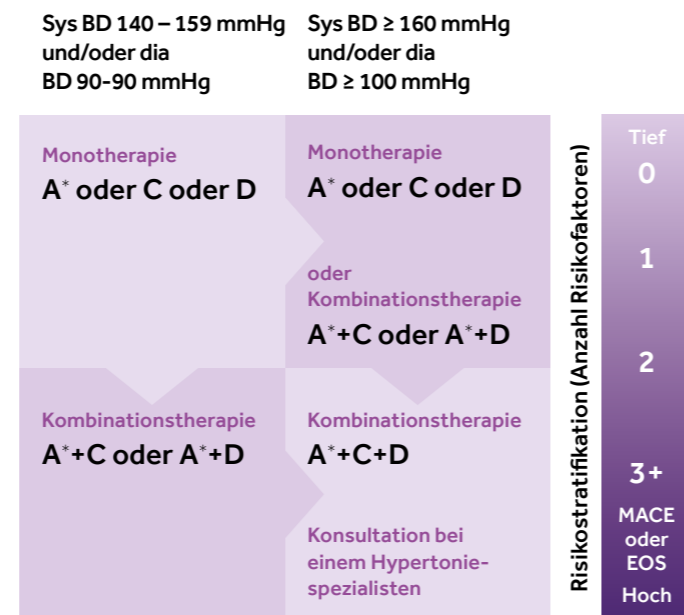 Sys BD 140 – 159 mmHg
und/oder dia
BD 90-90 mmHg
Sys BD ≥ 160 mmHg
und/oder dia
BD ≥ 100 mmHg
Monotherapie
A* oder C oder D
Monotherapie
A* oder C oder D
oder
Kombinationstherapie
A*+C oder A*+D
Kombinationstherapie
A*+C oder A*+D
Kombinationstherapie
A*+C+D
Konsultation bei
einem Hypertonie-
spezialisten
Risikostratifikation (Anzahl Risikofaktoren)
Tief
0
1
2
3+
MACE
oder
EOS
Hoch